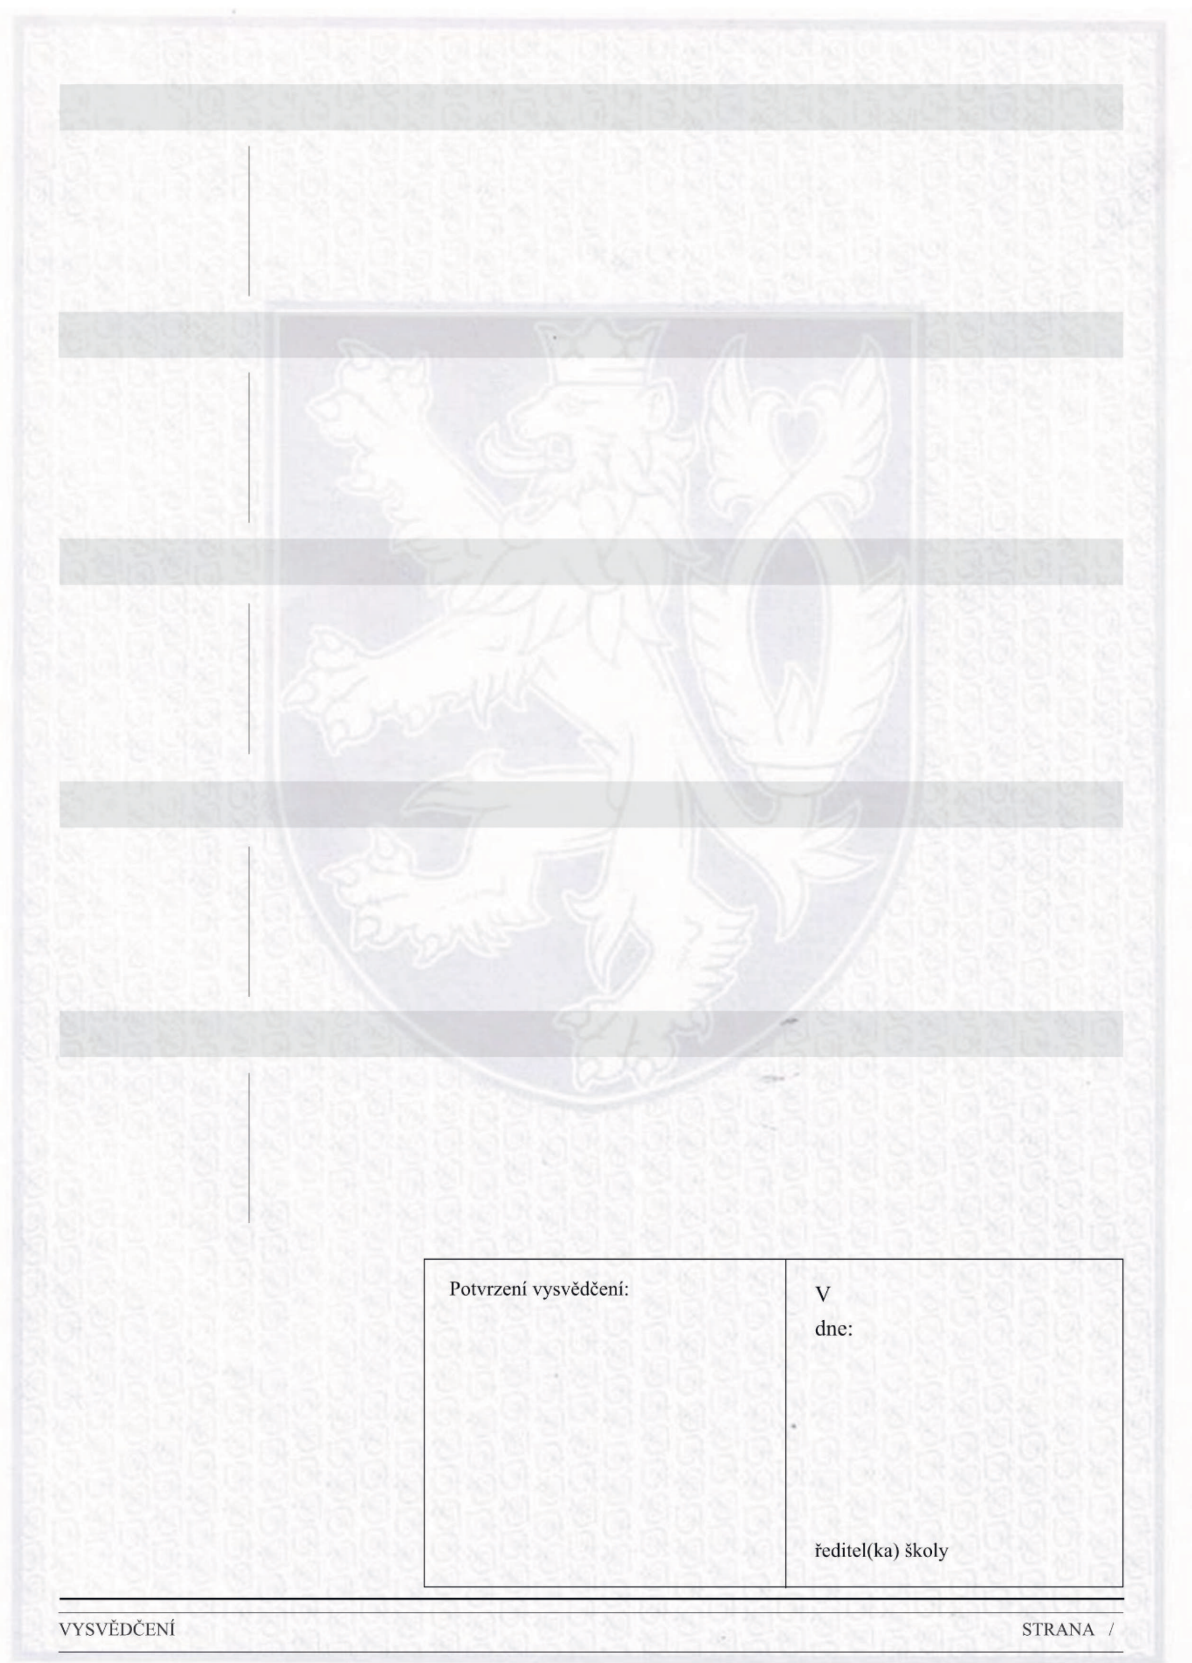 Potvrzení vysvědčení:
V
dne:
ředitel(ka) školy
VYSVĚDČENÍ
STRANA /